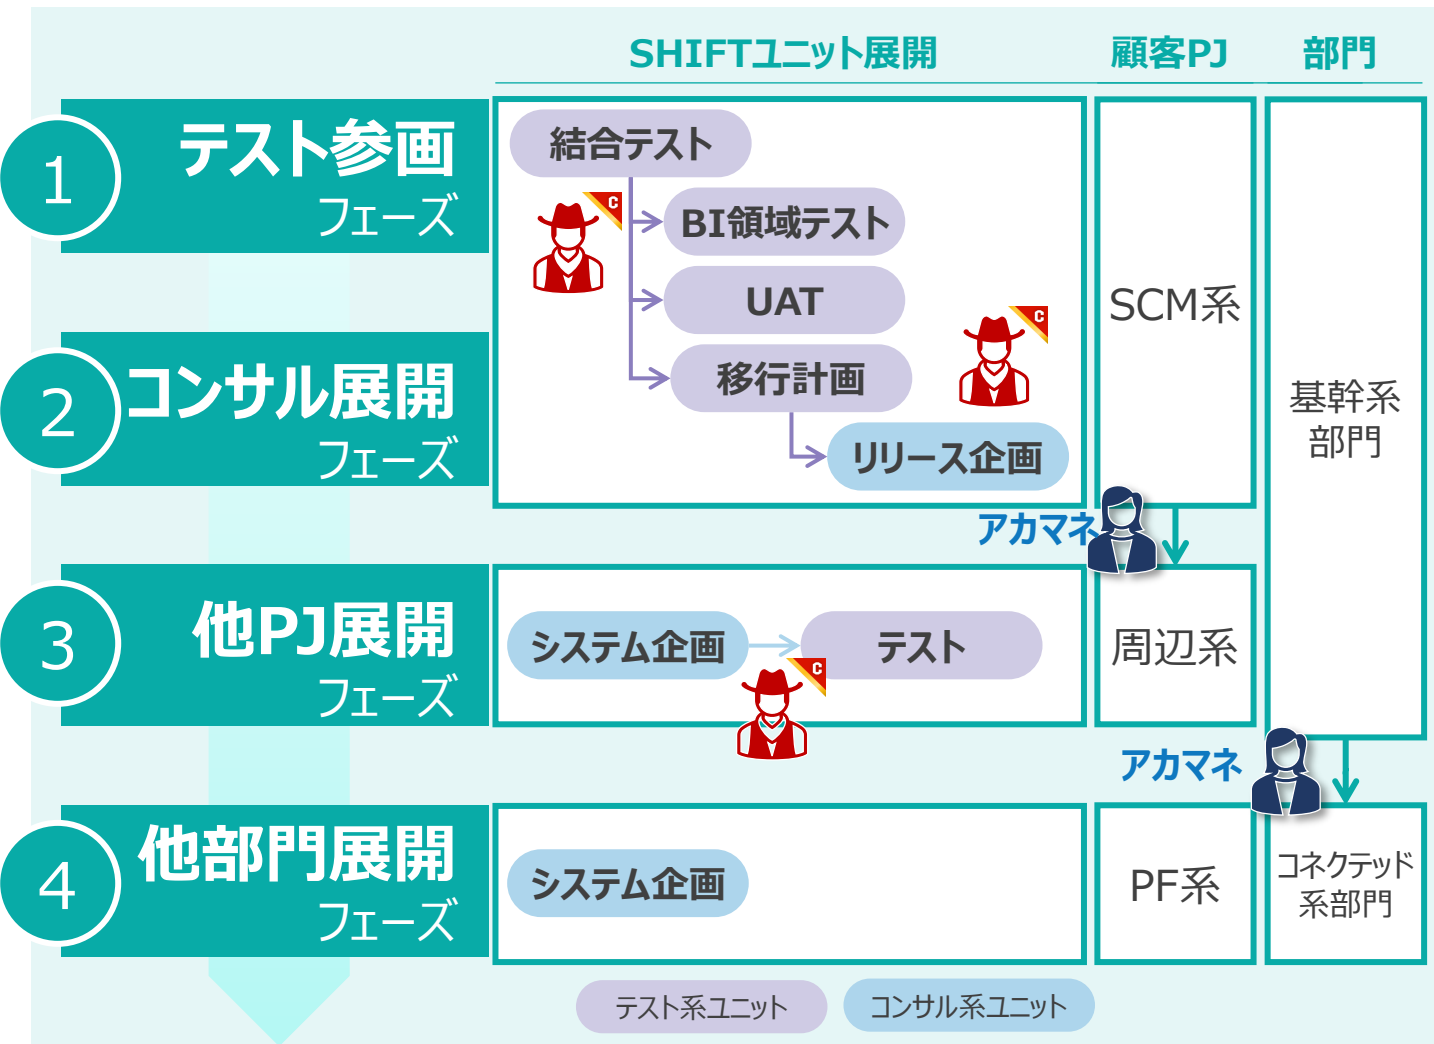 SHIFTユニット展開
顧客PJ
部門
1
テスト参画
フェーズ
結合テスト
C
BI領域テスト
UAT
移行計画
C
リリース企画
SCM系
基幹系
部門
2
コンサル展開
フェーズ
アカマネ
3
他PJ展開
フェーズ
システム企画
テスト
C
周辺系
アカマネ
4
他部門展開
フェーズ
システム企画
PF系
コネクテッド
系部門
テスト系ユニット
コンサル系ユニット